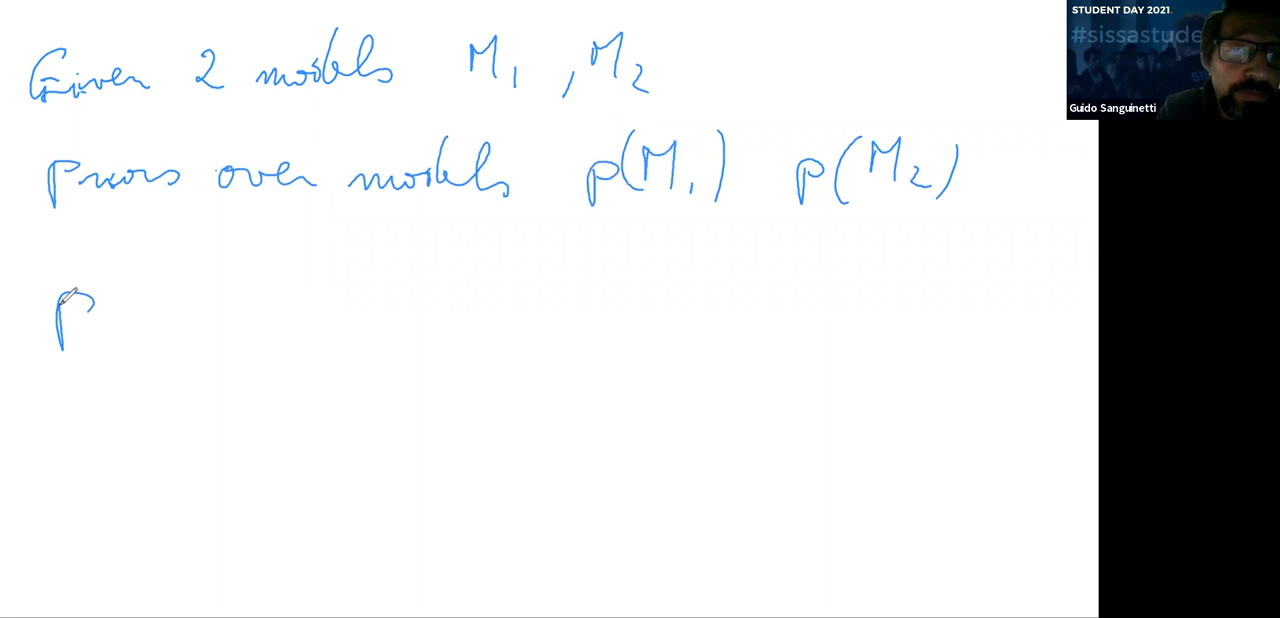 Given 2 models M₁ , M₂
priors over models p(M₁) p(M₂)
p
STUDENT DAY 2021.
#sissastude
Guido Sanguinetti